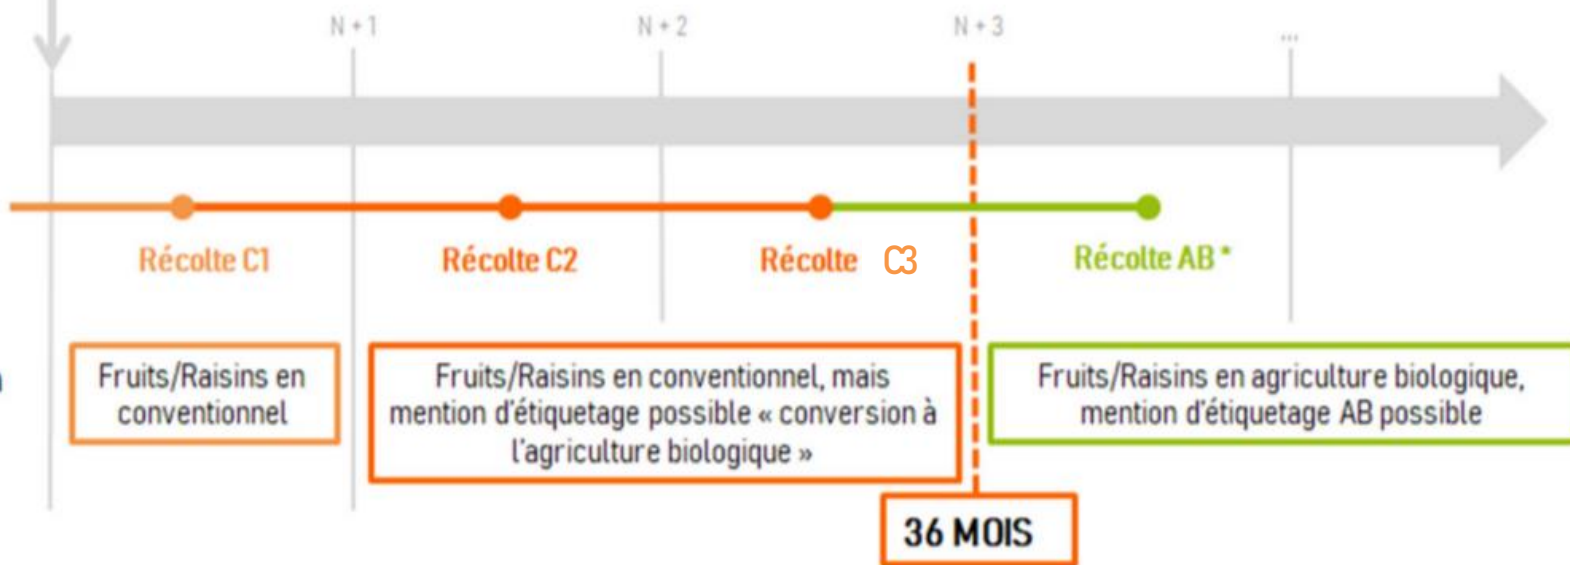 N + 1
N + 2
N + 3
...
Récolte C1
Récolte C2
Récolte C3
Récolte AB *
Fruits/Raisins en
conventionnel
Fruits/Raisins en conventionnel, mais
mention d'étiquetage possible « conversion à
l'agriculture biologique »
Fruits/Raisins en agriculture biologique,
mention d'étiquetage AB possible
36 MOIS